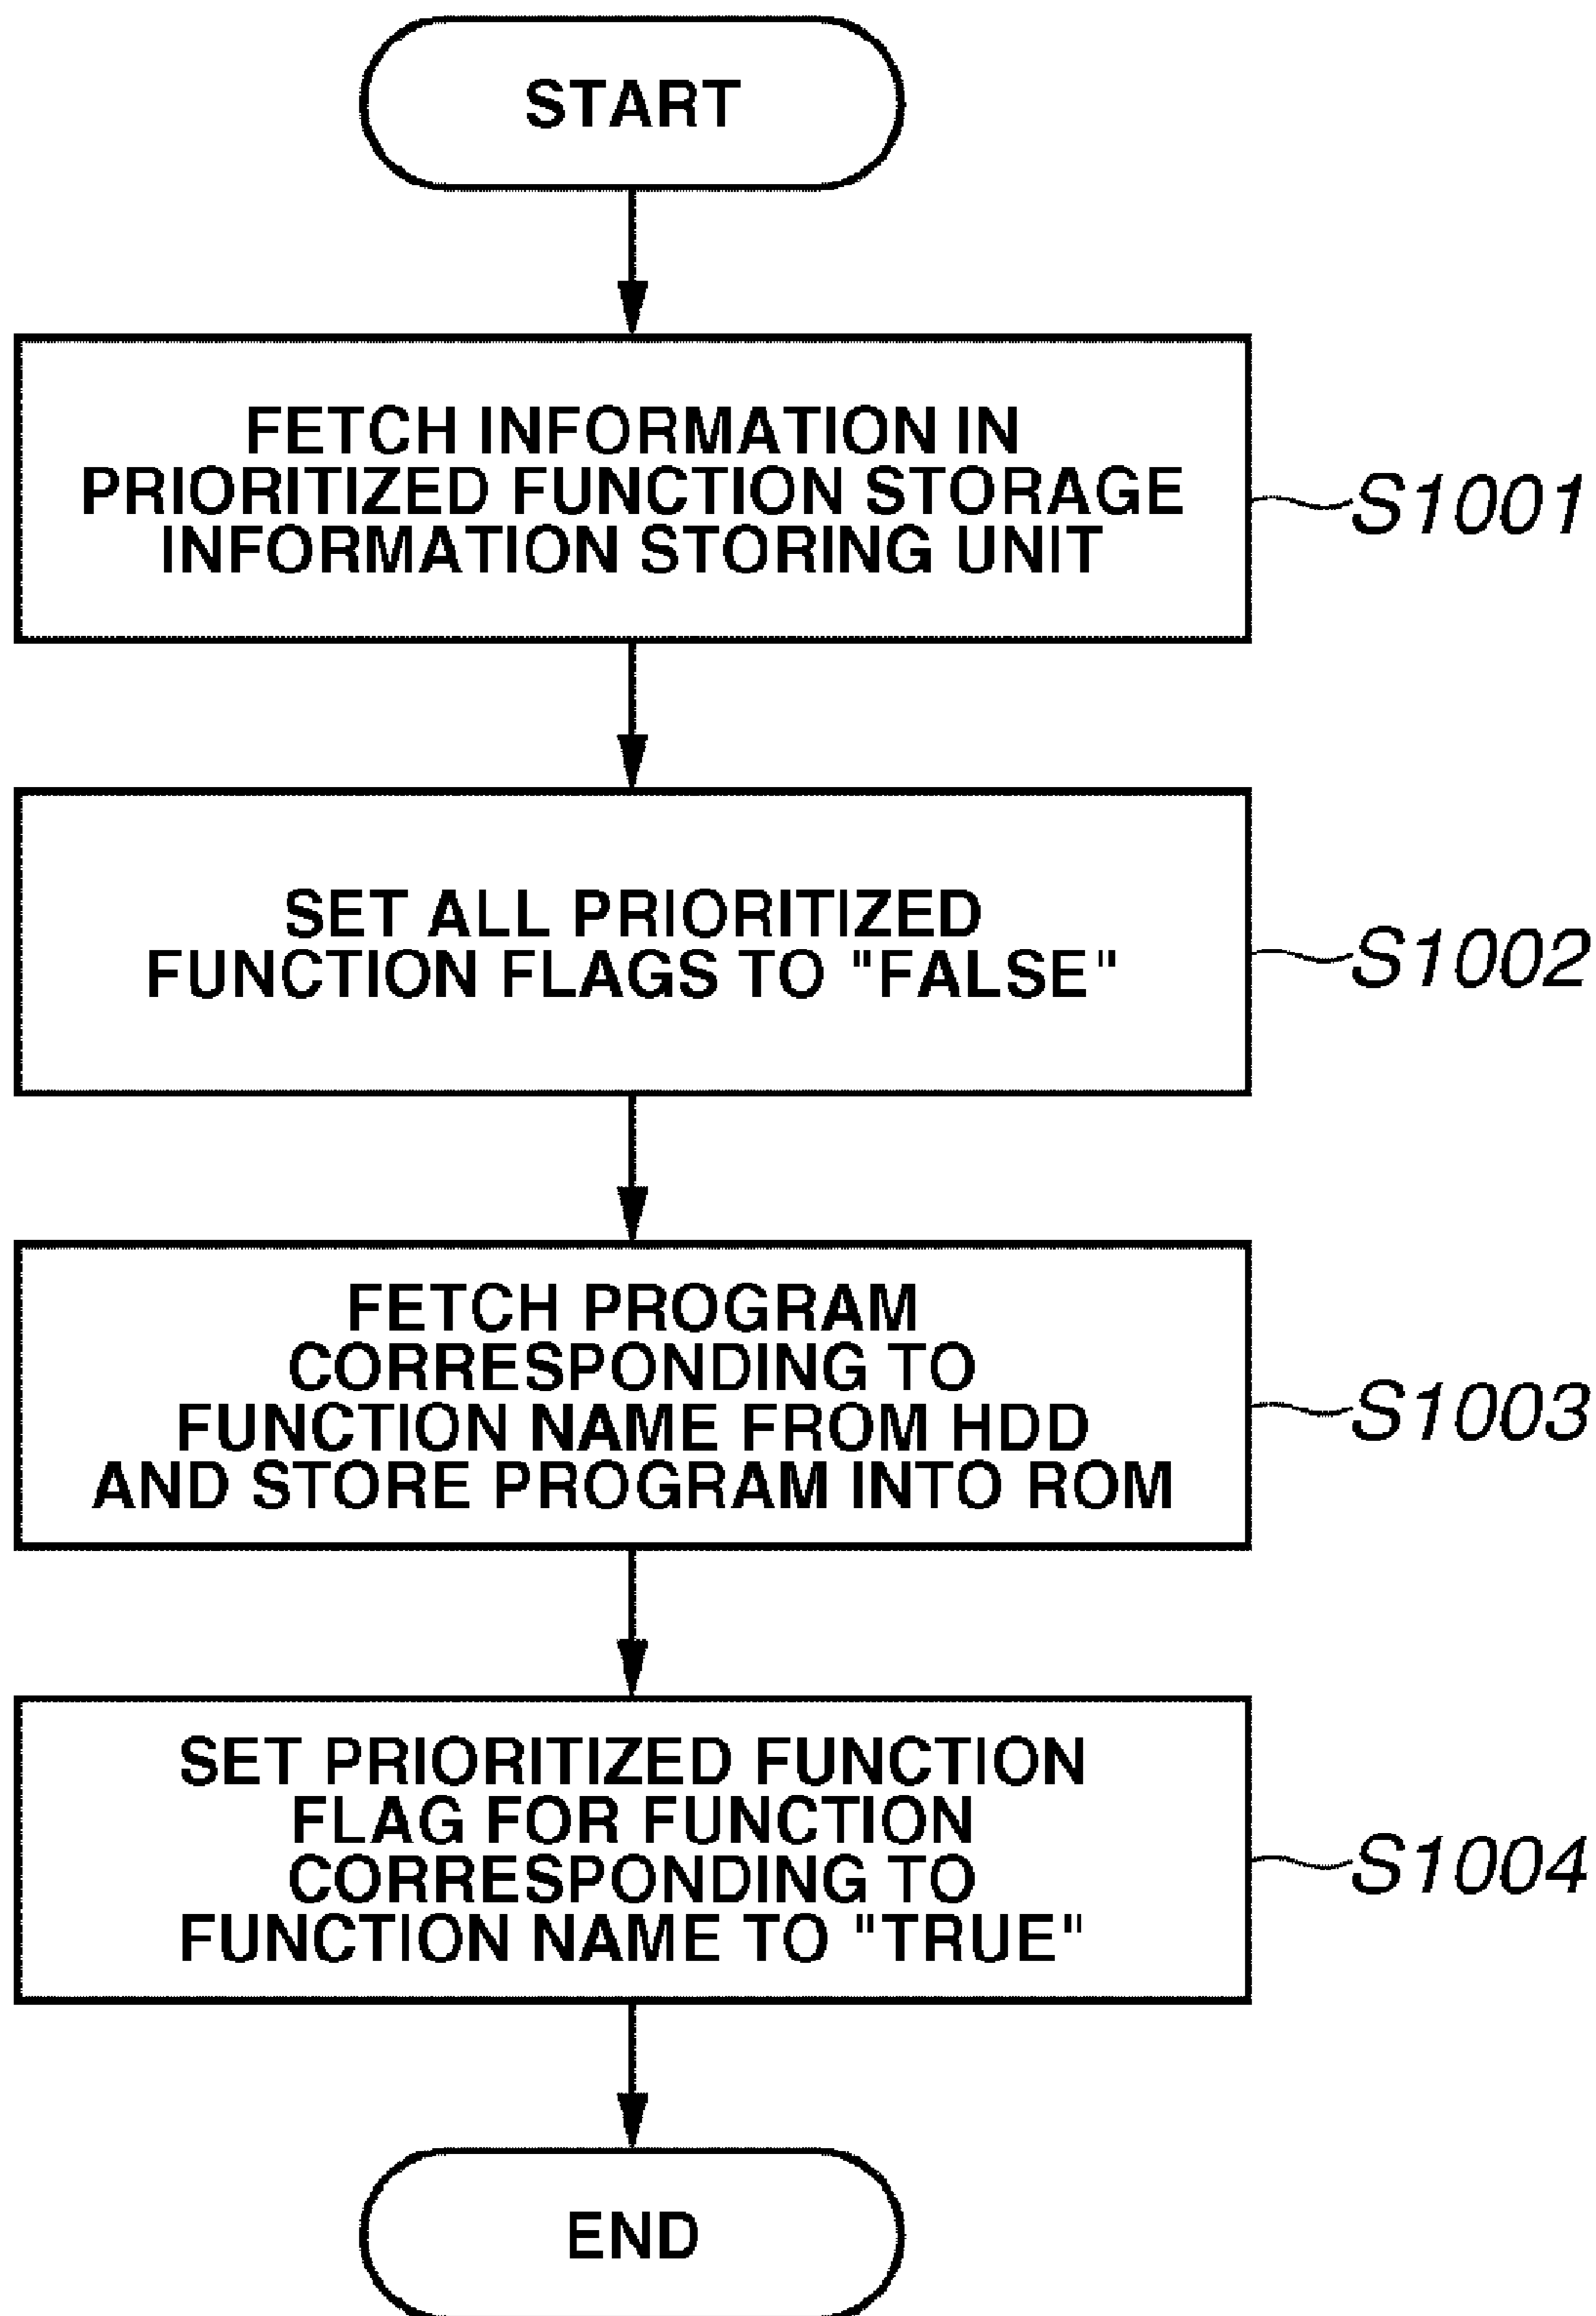 START
FETCH INFORMATION IN
PRIORITIZED FUNCTION STORAGE
INFORMATION STORING UNIT
S1001
SET ALL PRIORITIZED
FUNCTION FLAGS TO "FALSE"
S1002
FETCH PROGRAM
CORRESPONDING TO
FUNCTION NAME FROM HDD
AND STORE PROGRAM INTO ROM
S1003
SET PRIORITIZED FUNCTION
FLAG FOR FUNCTION
CORRESPONDING TO
FUNCTION NAME TO "TRUE"
S1004
END